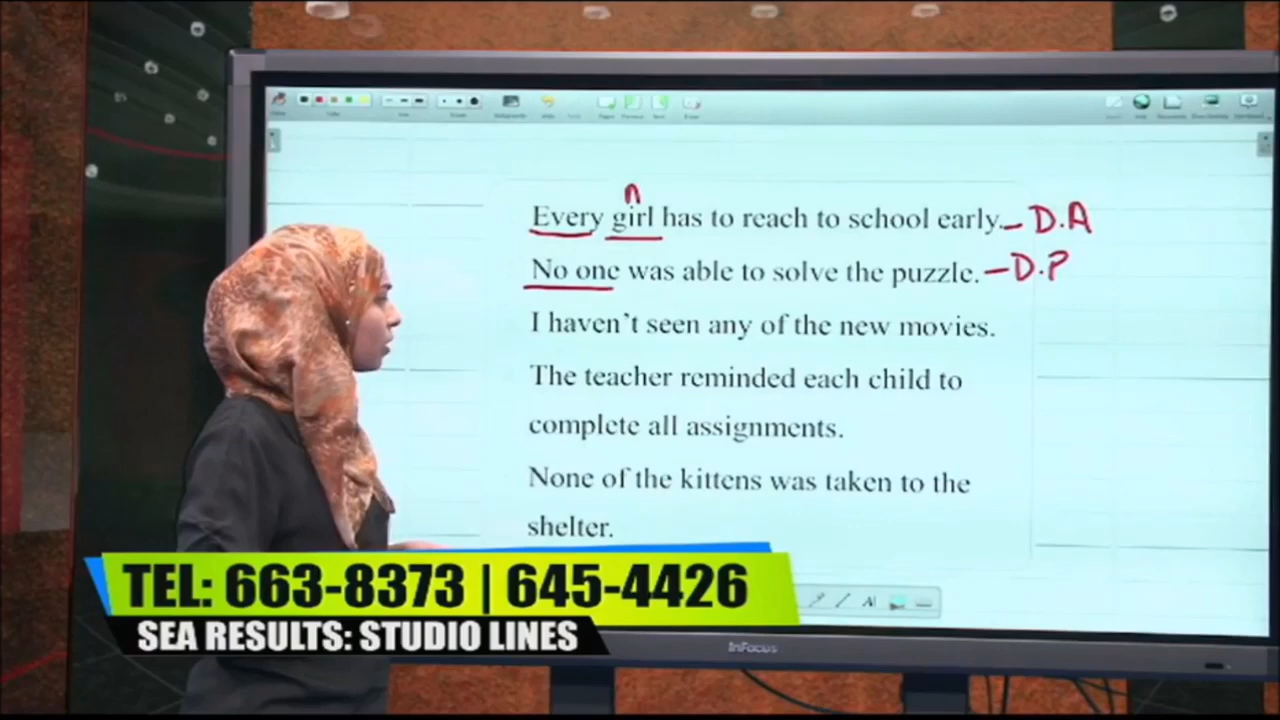 n
Every girl has to reach to school early. - D.A
No one was able to solve the puzzle. - D.P
I haven't seen any of the new movies.
The teacher reminded each child to
complete all assignments.
None of the kittens was taken to the
shelter.
TEL: 663-8373 | 645-4426
SEA RESULTS: STUDIO LINES
InFocus